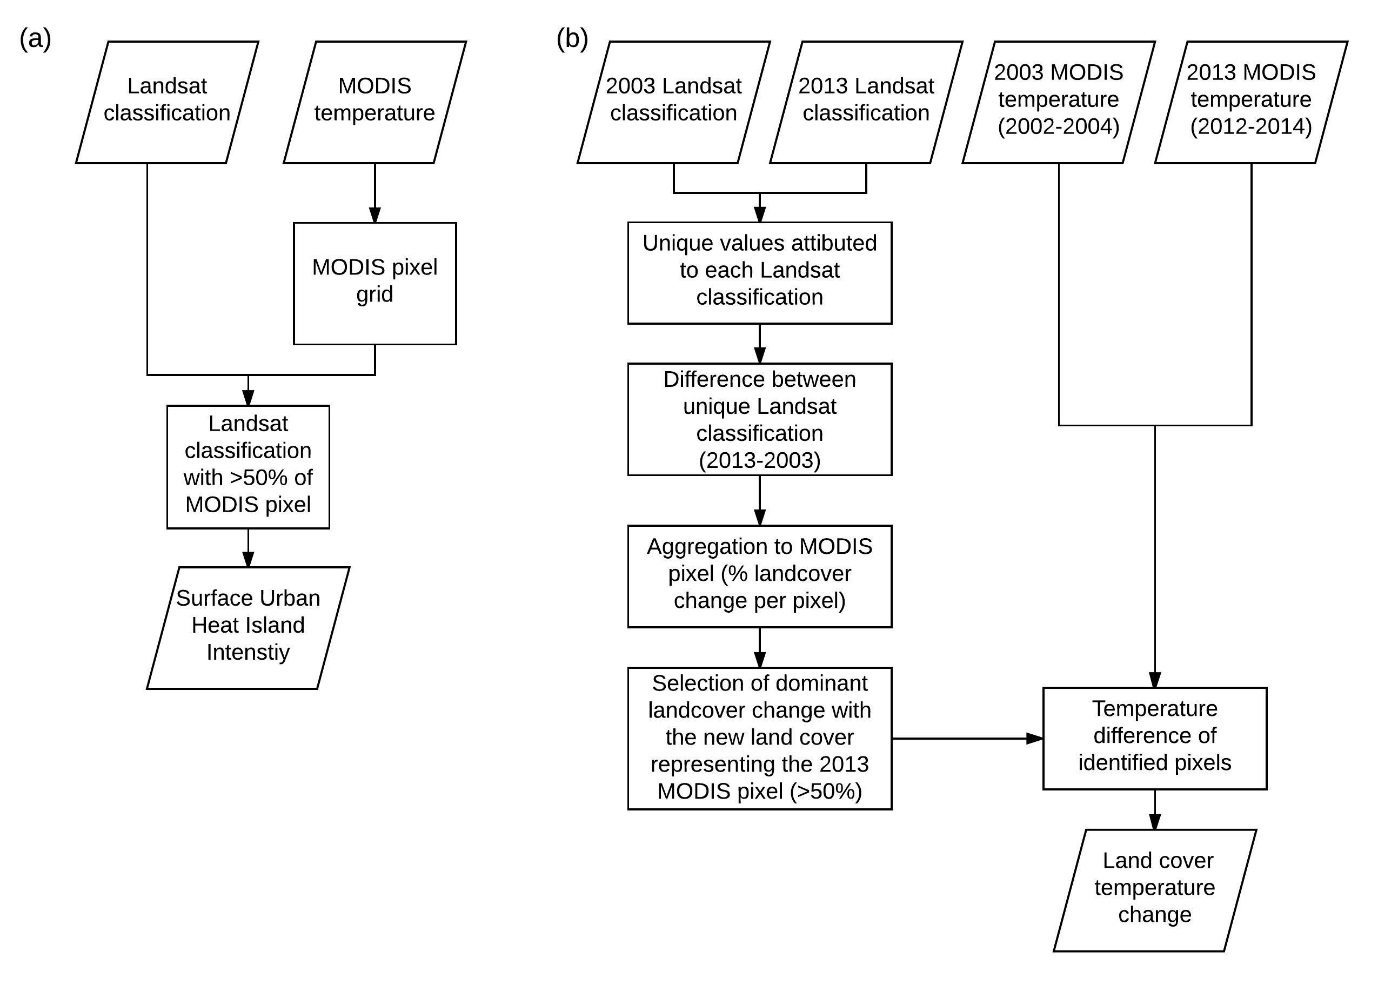 (a)
Landsat
classification
MODIS
temperature
MODIS pixel
grid
Landsat
classification
with >50% of
MODIS pixel
Surface Urban
Heat Island
Intenstiy
(b)
2003 Landsat
classification
2013 Landsat
classification
2003 MODIS
temperature
(2002-2004)
2013 MODIS
temperature
(2012-2014)
Unique values attibuted
to each Landsat
classification
Difference between
unique Landsat
classification
(2013-2003)
Aggregation to MODIS
pixel (% landcover
change per pixel)
Selection of dominant
landcover change with
the new land cover
representing the 2013
MODIS pixel (>50%)
Temperature
difference of
identified pixels
Land cover
temperature
change